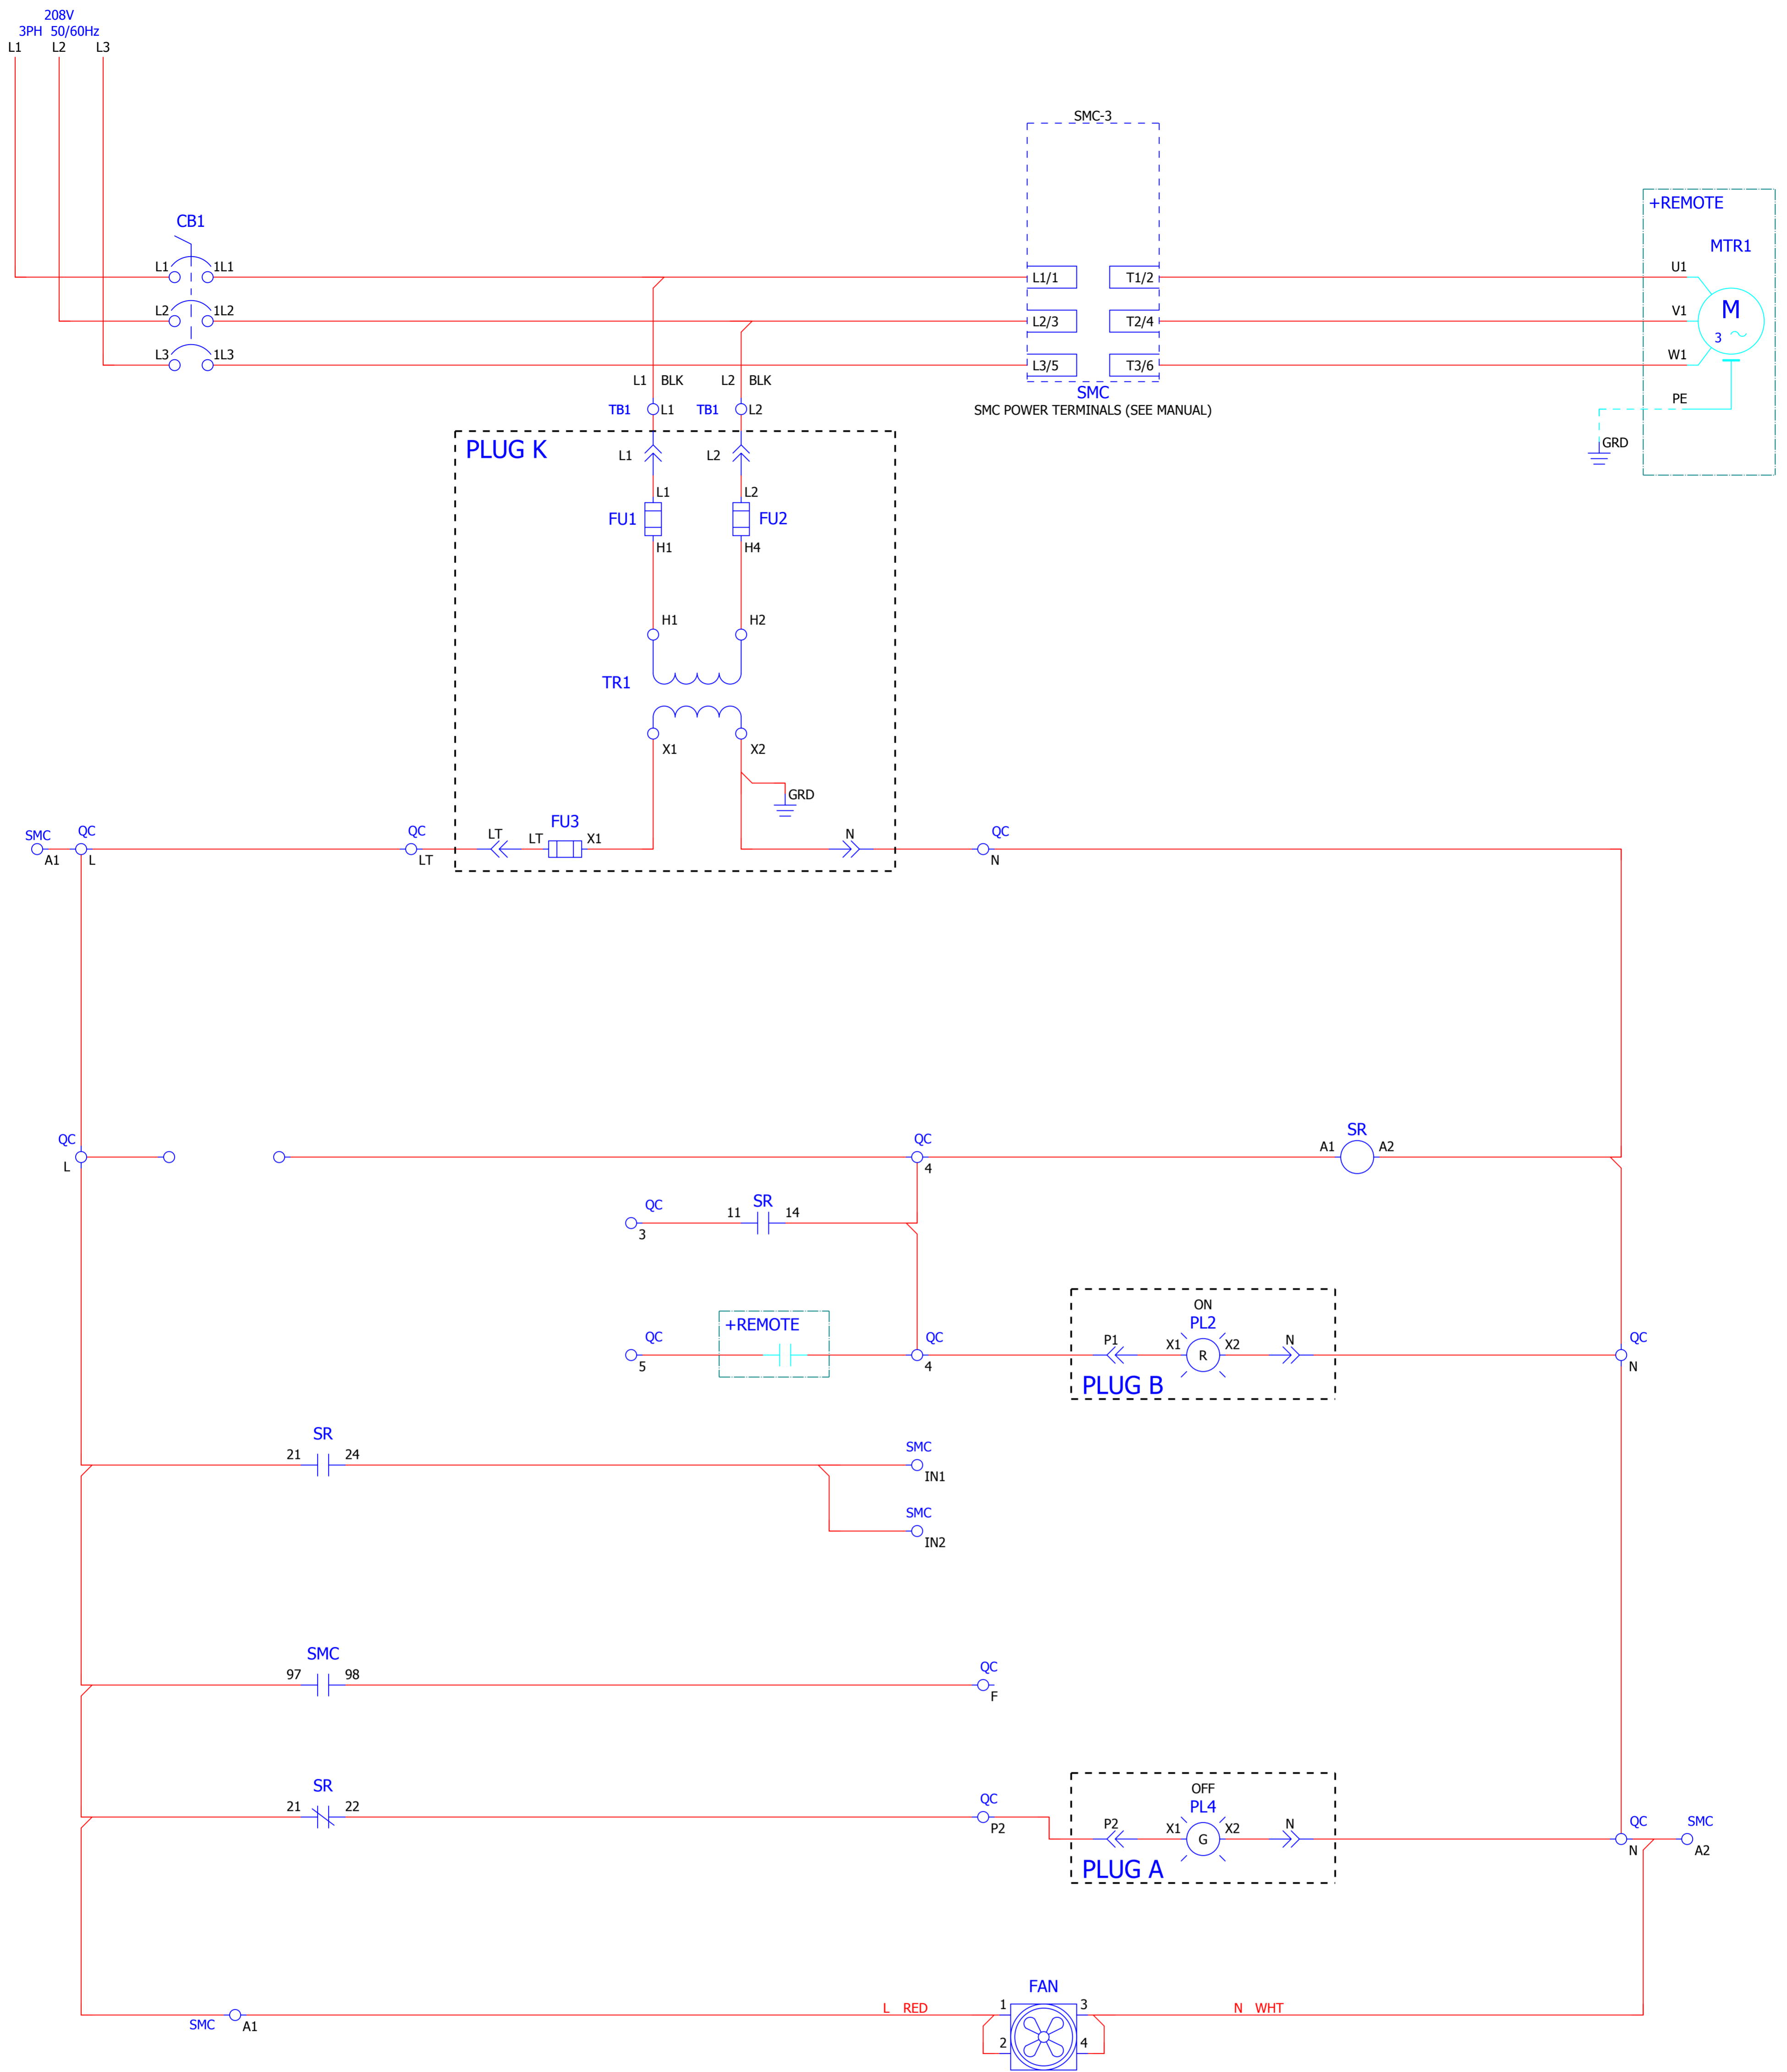 208V
3PH 50/60Hz
L1 L2 L3
SMC-3
+REMOTE
CB1
MTR1
L1 1L1 L1/1 T1/2 U1
L2 1L2 L2/3 T2/4 V1
M
3
L3 1L3 L3/5 T3/6 W1
L1 BLK L2 BLK
SMC
PE
TB1 L1 TB1 L2
SMC POWER TERMINALS (SEE MANUAL)
GRD
PLUG K
L1 L2
L1 L2
FU1 FU2
H1 H4
H1 H2
TR1
X1 X2
GRD
FU3
SMC QC QC LT LT X1 N QC
A1 L LT N
QC QC SR
A1 A2
L 4
QC 11 SR 14
3
ON
+REMOTE PL2
QC QC P1 X1 R X2 N QC
5 4 N
PLUG B
SR SMC
21 24
IN1
SMC
IN2
SMC QC
97 98
F
SR OFF
21 22 QC PL4
P2 P2 X1 G X2 N QC SMC
N A2
PLUG A
FAN
L RED 1 3 N WHT
SMC A1
2 4